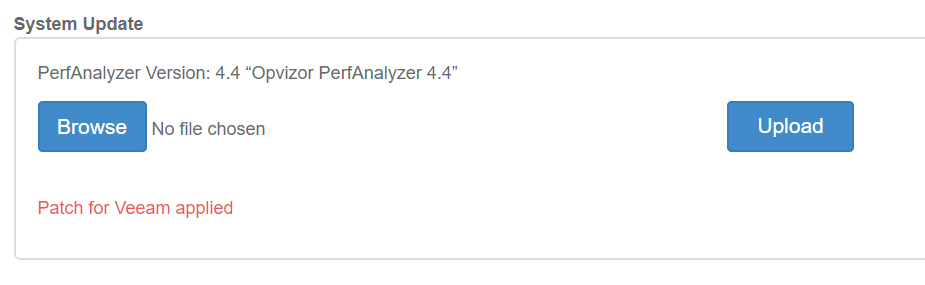 System Update
PerfAnalyzer Version: 4.4 “Opvizor PerfAnalyzer 4.4”
Browse No file chosen Upload
Patch for Veeam applied